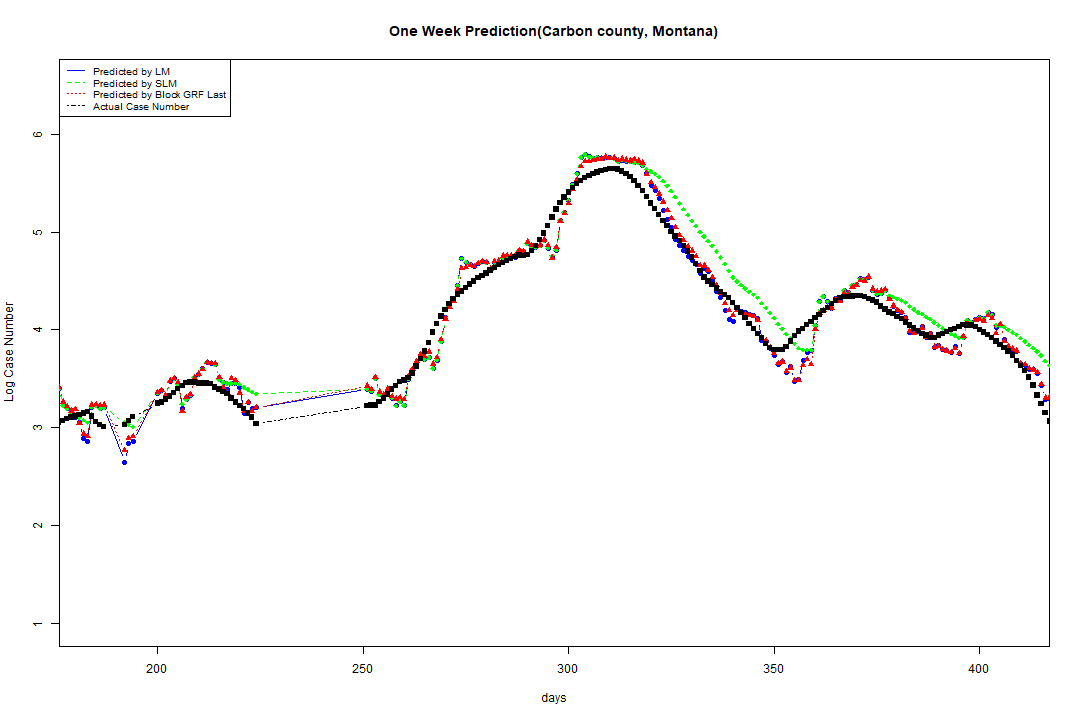 One Week Prediction(Carbon county, Montana)
Predicted by LM
Predicted by SLM
Predicted by Block GRF Last
Actual Case Number
Log Case Number
6
5
4
3
2
1
200 250 300 350 400
days